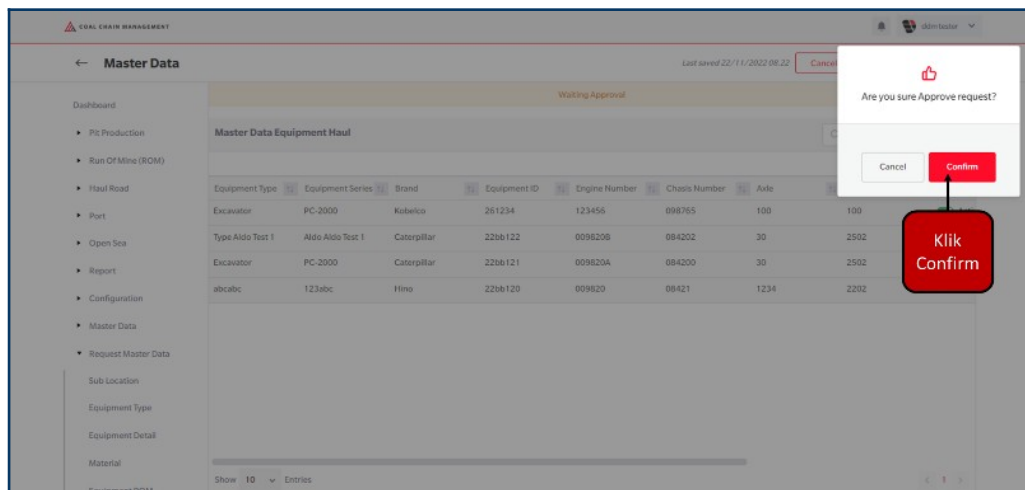 COAL CHAIN MANAGEMENT
ddm tester
Master Data
Last saved 22/11/2022 08.22
Cancel
Are you sure Approve request?
Cancel
Confirm
Klik
Confirm
Waiting Approval
Dashboard
Pit Production
Run Of Mine (ROM)
Haul Road
Port
Open Sea
Report
Configuration
Master Data
Request Master Data
Sub Location
Equipment Type
Equipment Detail
Material
Equipment ROM
Master Data Equipment Haul
Equipment Type Equipment Series Brand Equipment ID Engine Number Chasis Number Axle
Excavator PC-2000 Kobelco 261234 123456 098765 100 100
Type Aldo Test 1 Aldo Aldo Test 1 Caterpillar 22bb122 009820B 084202 30 2502
Excavator PC-2000 Caterpillar 22bb121 009820A 084200 30 2502
abcabc 123abc Hino 22bb120 009820 08421 1234 2202
Show 10 Entries
1